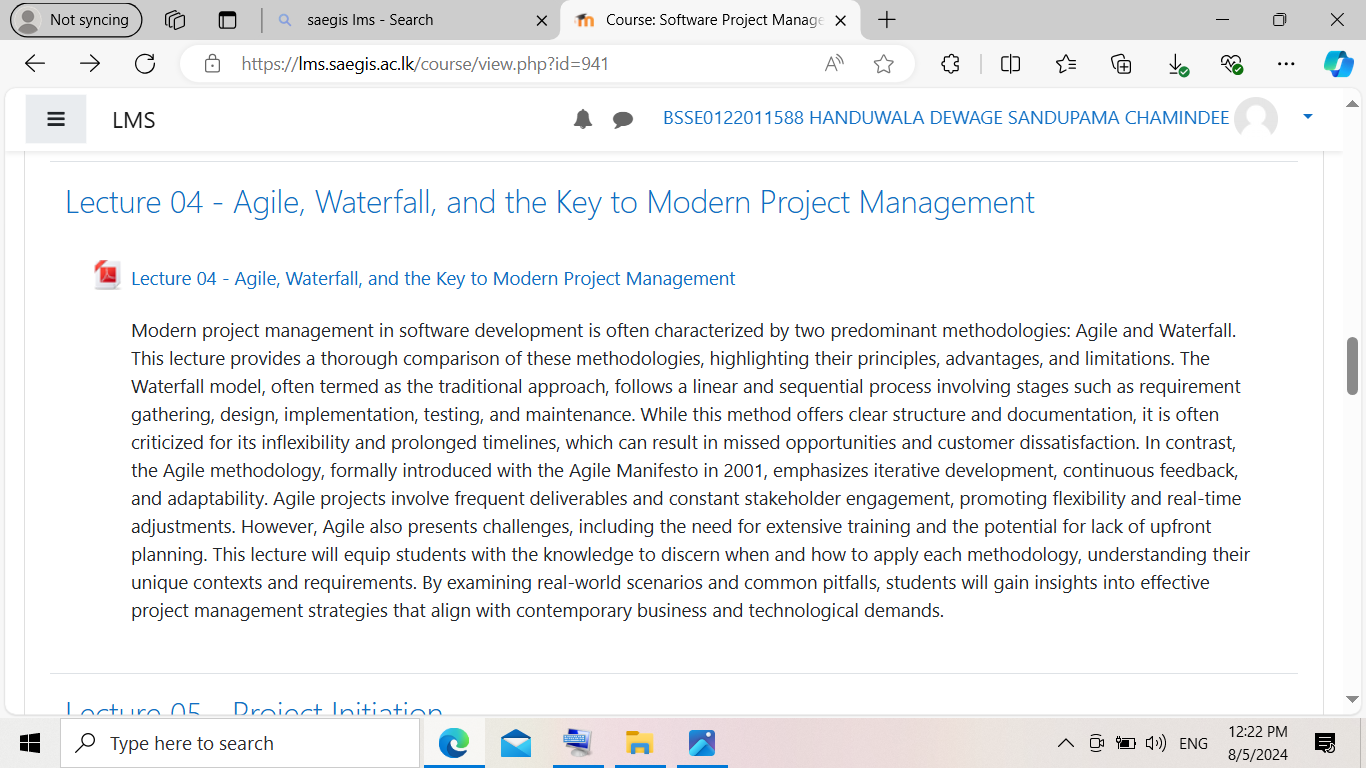 Not syncing
saegis lms - Search
Course: Software Project Manage
https://lms.saegis.ac.lk/course/view.php?id=941
LMS
BSSE0122011588 HANDUWALA DEWAGE SANDUPAMA CHAMINDEE
Lecture 04 - Agile, Waterfall, and the Key to Modern Project Management
Lecture 04 - Agile, Waterfall, and the Key to Modern Project Management
Modern project management in software development is often characterized by two predominant methodologies: Agile and Waterfall.
This lecture provides a thorough comparison of these methodologies, highlighting their principles, advantages, and limitations. The
Waterfall model, often termed as the traditional approach, follows a linear and sequential process involving stages such as requirement
gathering, design, implementation, testing, and maintenance. While this method offers clear structure and documentation, it is often
criticized for its inflexibility and prolonged timelines, which can result in missed opportunities and customer dissatisfaction. In contrast,
the Agile methodology, formally introduced with the Agile Manifesto in 2001, emphasizes iterative development, continuous feedback,
and adaptability. Agile projects involve frequent deliverables and constant stakeholder engagement, promoting flexibility and real-time
adjustments. However, Agile also presents challenges, including the need for extensive training and the potential for lack of upfront
planning. This lecture will equip students with the knowledge to discern when and how to apply each methodology, understanding their
unique contexts and requirements. By examining real-world scenarios and common pitfalls, students will gain insights into effective
project management strategies that align with contemporary business and technological demands.
Lecture 05 - Project Initiation
Type here to search
ENG
12:22 PM
8/5/2024